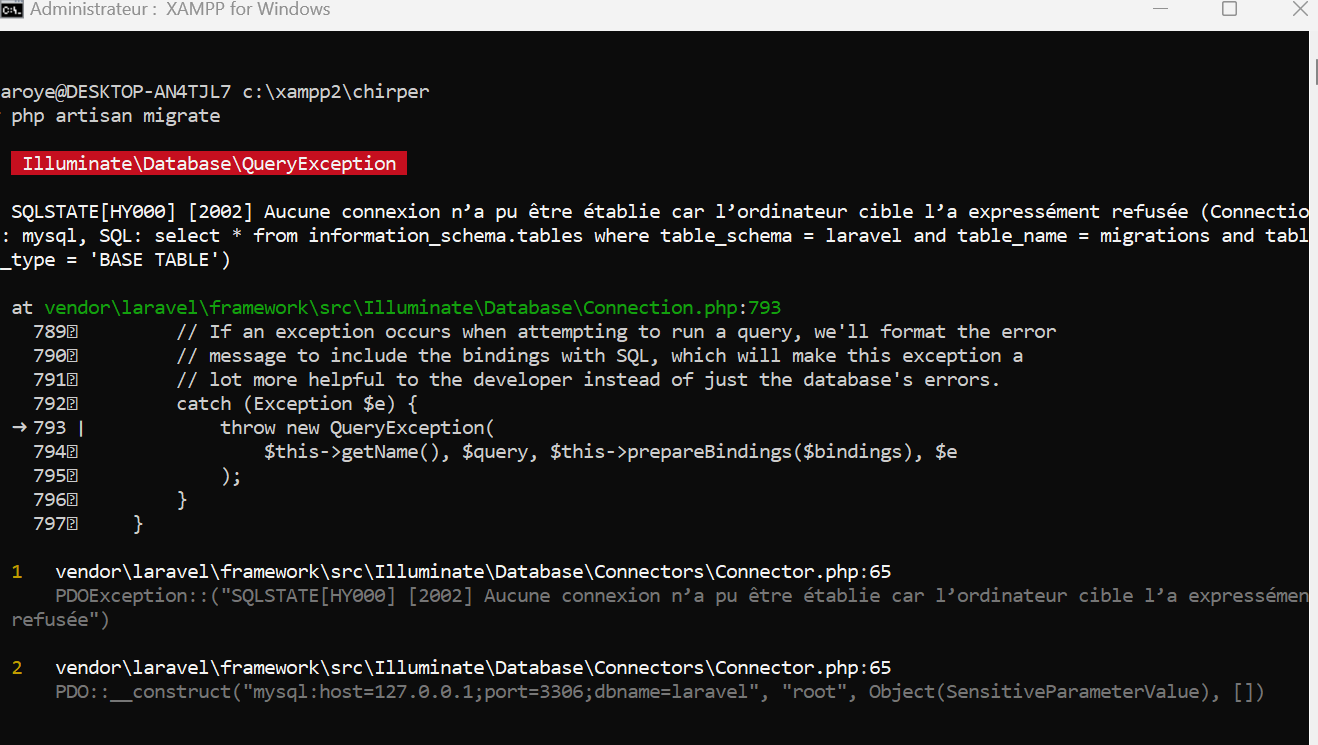 Administrateur : XAMPP for Windows
aroye@DESKTOP-AN4TJL7 c:\xampp2\chirper
php artisan migrate
Illuminate\Database\QueryException
SQLSTATE[HY000] [2002] Aucune connexion n’a pu être établie car l’ordinateur cible l’a expressément refusée (Connectio
: mysql, SQL: select * from information_schema.tables where table_schema = laravel and table_name = migrations and tabl
_type = 'BASE TABLE')
at vendor\laravel\framework\src\Illuminate\Database\Connection.php:793
789 // If an exception occurs when attempting to run a query, we'll format the error
790 // message to include the bindings with SQL, which will make this exception a
791 // lot more helpful to the developer instead of just the database's errors.
792 catch (Exception $e) {
→ 793 | throw new QueryException(
794 $this->getName(), $query, $this->prepareBindings($bindings), $e
795 );
796 }
797 }
1 vendor\laravel\framework\src\Illuminate\Database\Connectors\Connector.php:65
PDOException::("SQLSTATE[HY000] [2002] Aucune connexion n’a pu être établie car l’ordinateur cible l’a expressémen
refusée")
2 vendor\laravel\framework\src\Illuminate\Database\Connectors\Connector.php:65
PDO::__construct("mysql:host=127.0.0.1;port=3306;dbname=laravel", "root", Object(SensitiveParameterValue), [])